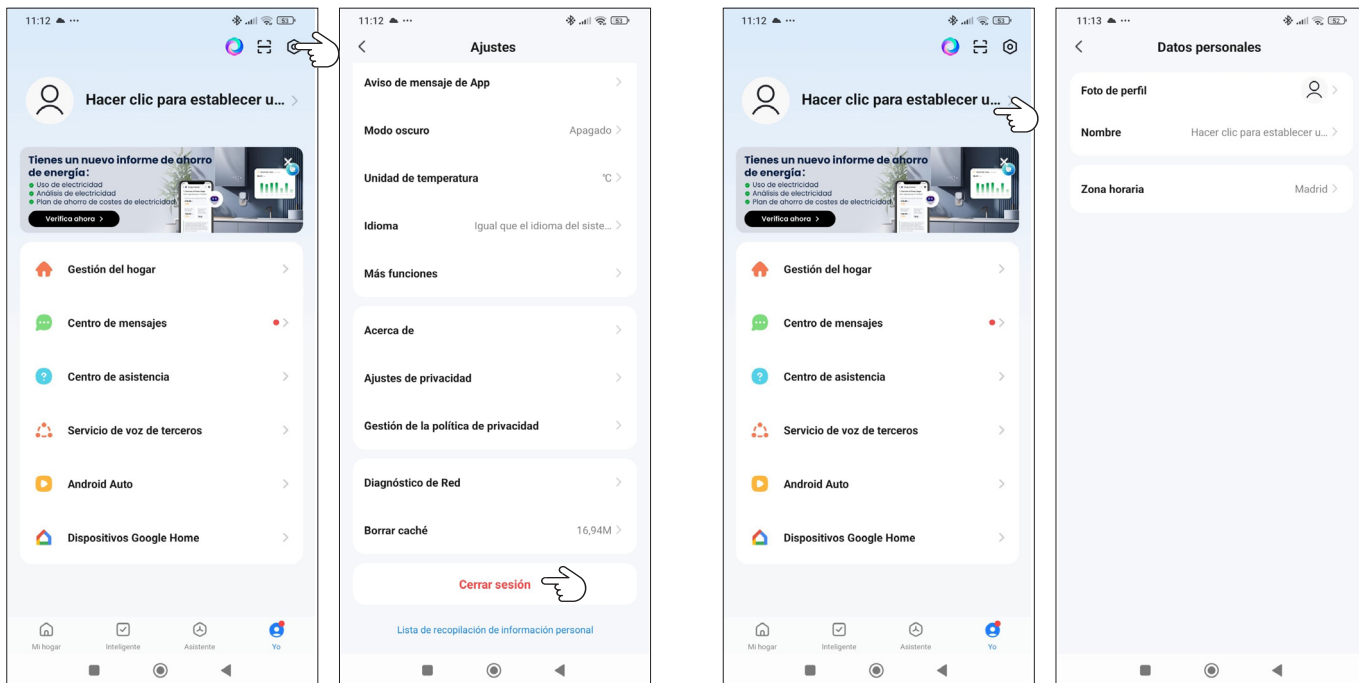 11:12
53
Hacer clic para establecer u...
Tienes un nuevo informe de ahorro
de energía:
Uso de electricidad
Análisis de electricidad
Plan de ahorro de costes de electricidad
Verifica ahora
Gestión del hogar
Centro de mensajes
Centro de asistencia
Servicio de voz de terceros
Android Auto
Dispositivos Google Home
Mi hogar
Inteligente
Asistente
Yo
11:12
53
Ajustes
Aviso de mensaje de App
Modo oscuro Apagado
Unidad de temperatura °C
Idioma Igual que el idioma del siste...
Más funciones
Acerca de
Ajustes de privacidad
Gestión de la política de privacidad
Diagnóstico de Red
Borrar caché 16,94M
Cerrar sesión
Lista de recopilación de información personal
11:12
53
Hacer clic para establecer u...
Tienes un nuevo informe de ahorro
de energía:
Uso de electricidad
Análisis de electricidad
Plan de ahorro de costes de electricidad
Verifica ahora
Gestión del hogar
Centro de mensajes
Centro de asistencia
Servicio de voz de terceros
Android Auto
Dispositivos Google Home
Mi hogar
Inteligente
Asistente
Yo
11:13
52
Datos personales
Foto de perfil
Nombre Hacer clic para establecer u...
Zona horaria Madrid